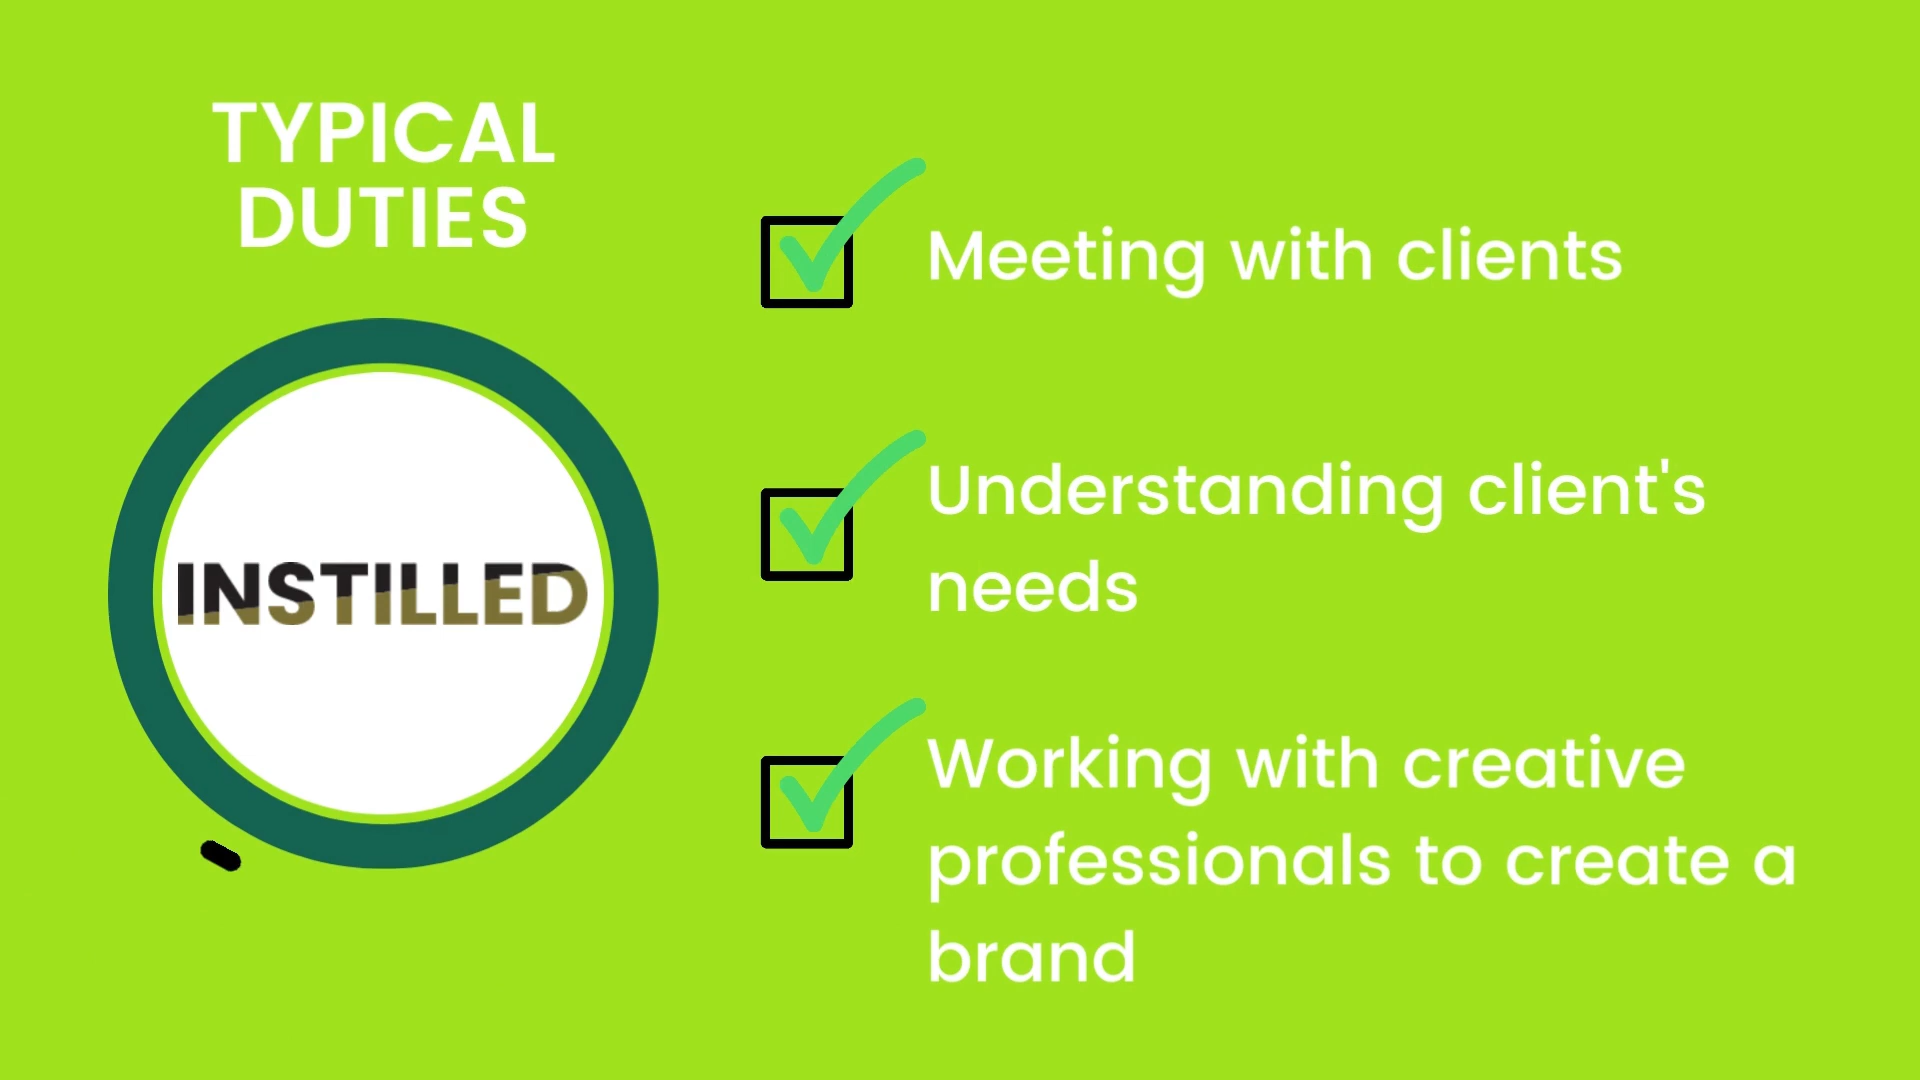 TYPICAL
DUTIES
INSTILLED
Meeting with clients
Understanding client's
needs
Working with creative
professionals to create a
brand